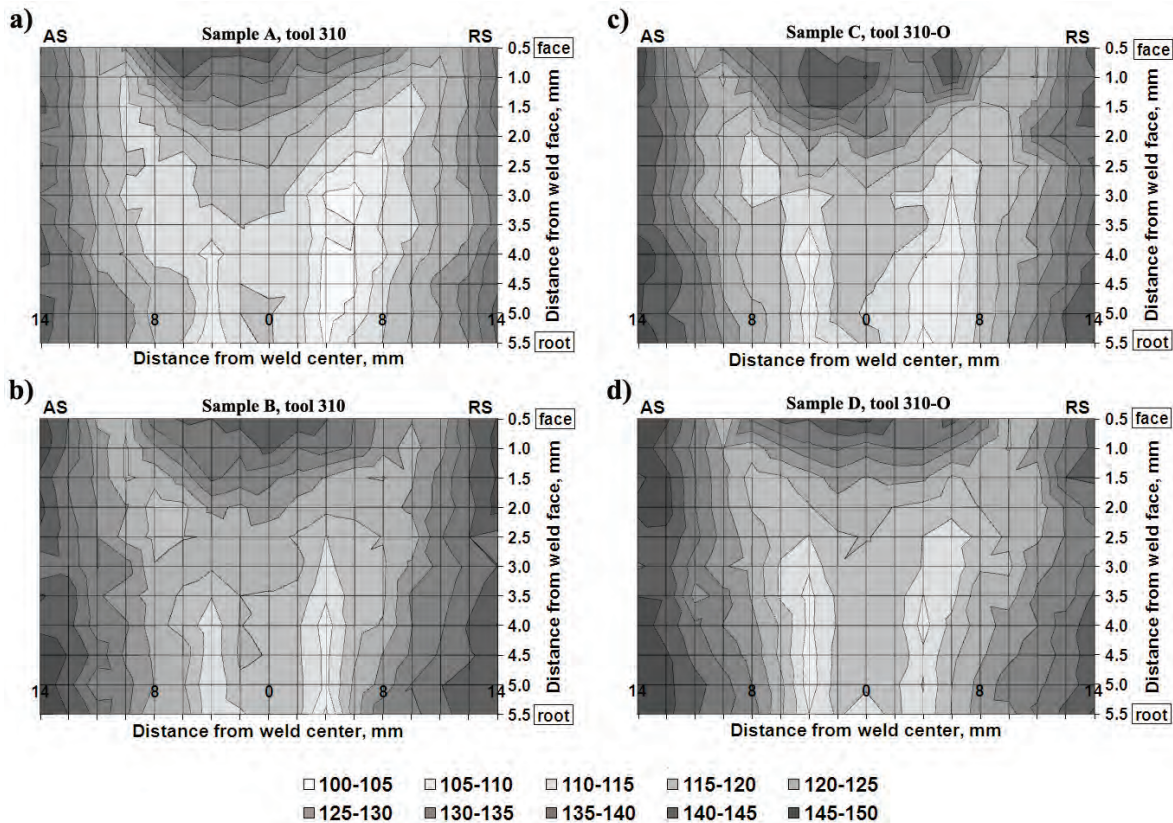 a)
Sample A, tool 310
AS
RS
0.5 face
1.0
1.5
2.0
2.5
3.0
3.5
4.0
4.5
5.0
5.5 root
14
8
0
8
14
Distance from weld center, mm
Distance from weld face, mm
c)
Sample C, tool 310-O
AS
RS
0.5 face
1.0
1.5
2.0
2.5
3.0
3.5
4.0
4.5
5.0
5.5 root
14
8
0
8
14
Distance from weld center, mm
Distance from weld face, mm
b)
Sample B, tool 310
AS
RS
0.5 face
1.0
1.5
2.0
2.5
3.0
3.5
4.0
4.5
5.0
5.5 root
14
8
0
8
14
Distance from weld center, mm
Distance from weld face, mm
d)
Sample D, tool 310-O
AS
RS
0.5 face
1.0
1.5
2.0
2.5
3.0
3.5
4.0
4.5
5.0
5.5 root
14
8
0
8
14
Distance from weld center, mm
Distance from weld face, mm
100-105 105-110 110-115 115-120 120-125
125-130 130-135 135-140 140-145 145-150